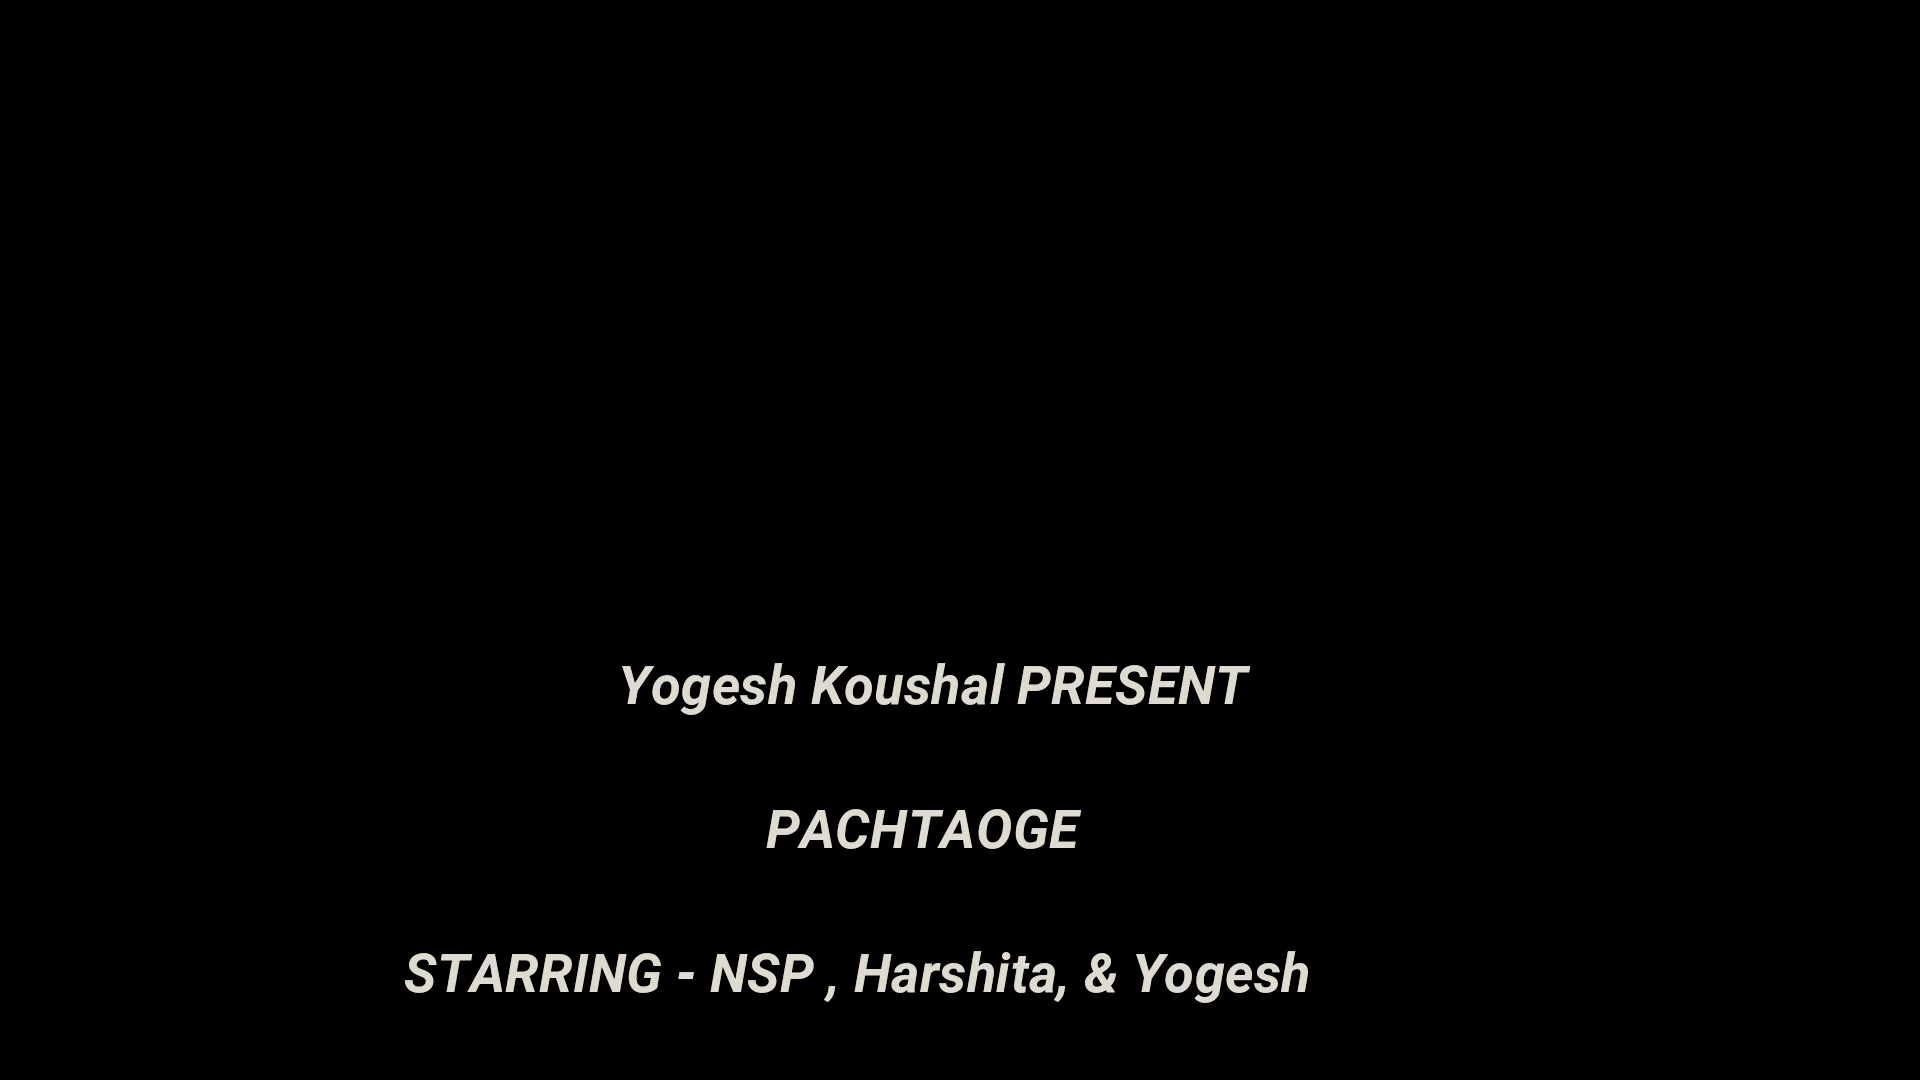 Yogesh Koushal PRESENT
PACHTAOGE
STARRING - NSP , Harshita, & Yogesh